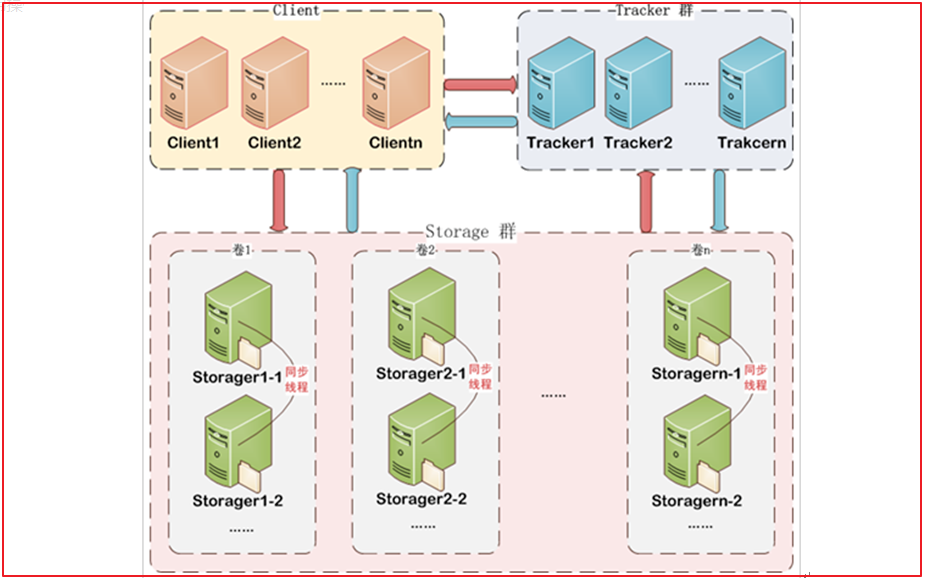 Client
Tracker 群
Client1
Client2
……
Clientn
Tracker1
Tracker2
……
Trakcern
Storage 群
卷1
卷2
卷n
Storager1-1
同步
线程
Storager1-2
……
Storager2-1
同步
线程
Storager2-2
……
……
Storagern-1
同步
线程
Storagern-2
……